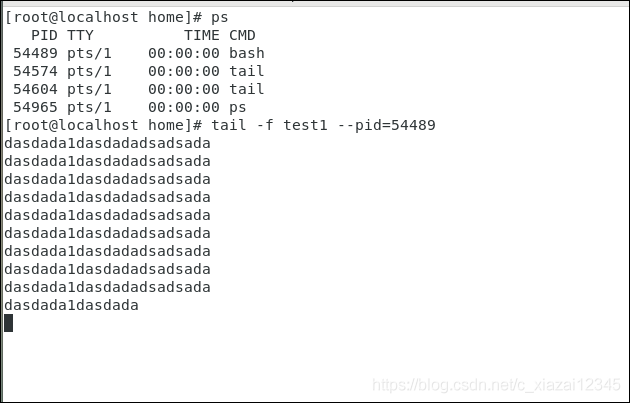 [root@localhost home]# ps
   PID TTY          TIME CMD
 54489 pts/1    00:00:00 bash
 54574 pts/1    00:00:00 tail
 54604 pts/1    00:00:00 tail
 54965 pts/1    00:00:00 ps
[root@localhost home]# tail -f test1 --pid=54489
dasdada1dasdadadsadsada
dasdada1dasdadadsadsada
dasdada1dasdadadsadsada
dasdada1dasdadadsadsada
dasdada1dasdadadsadsada
dasdada1dasdadadsadsada
dasdada1dasdadadsadsada
dasdada1dasdadadsadsada
dasdada1dasdadadsadsada
dasdada1dasdada
https://blog.csdn.net/c_xiazai12345